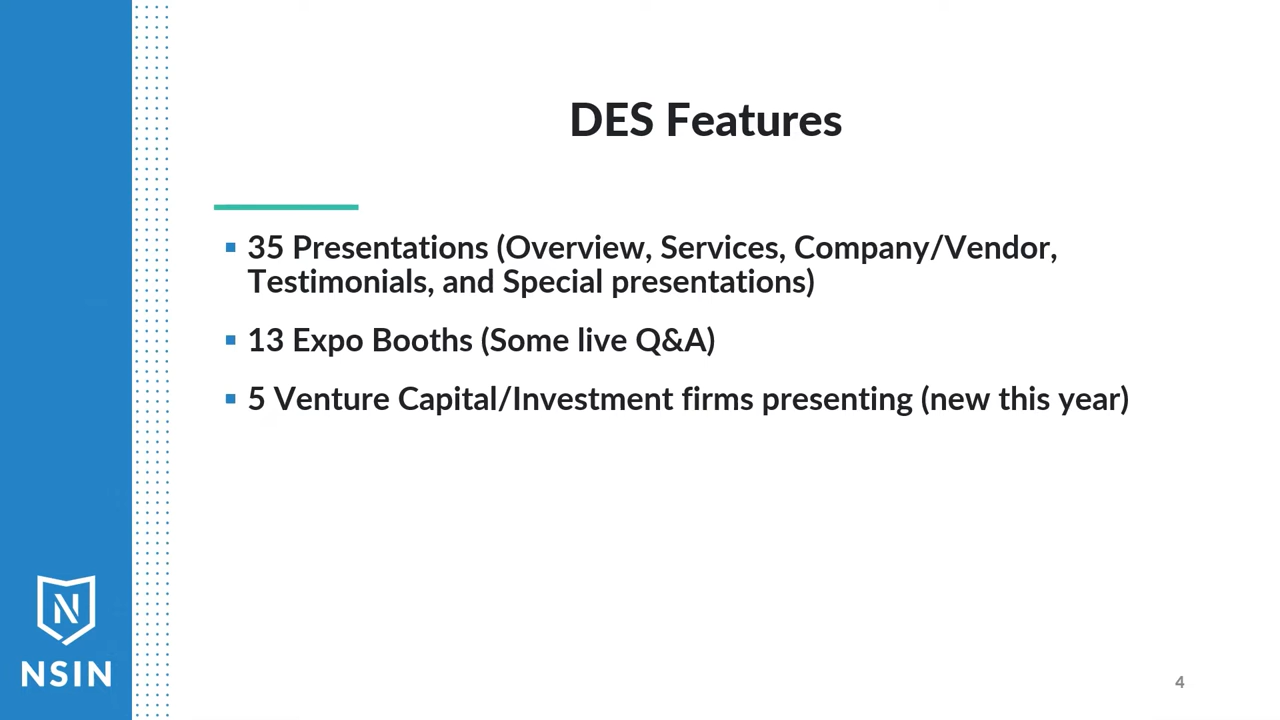 DES Features
▪ 35 Presentations (Overview, Services, Company/Vendor,
Testimonials, and Special presentations)
▪ 13 Expo Booths (Some live Q&A)
▪ 5 Venture Capital/Investment firms presenting (new this year)
N
NSIN
4